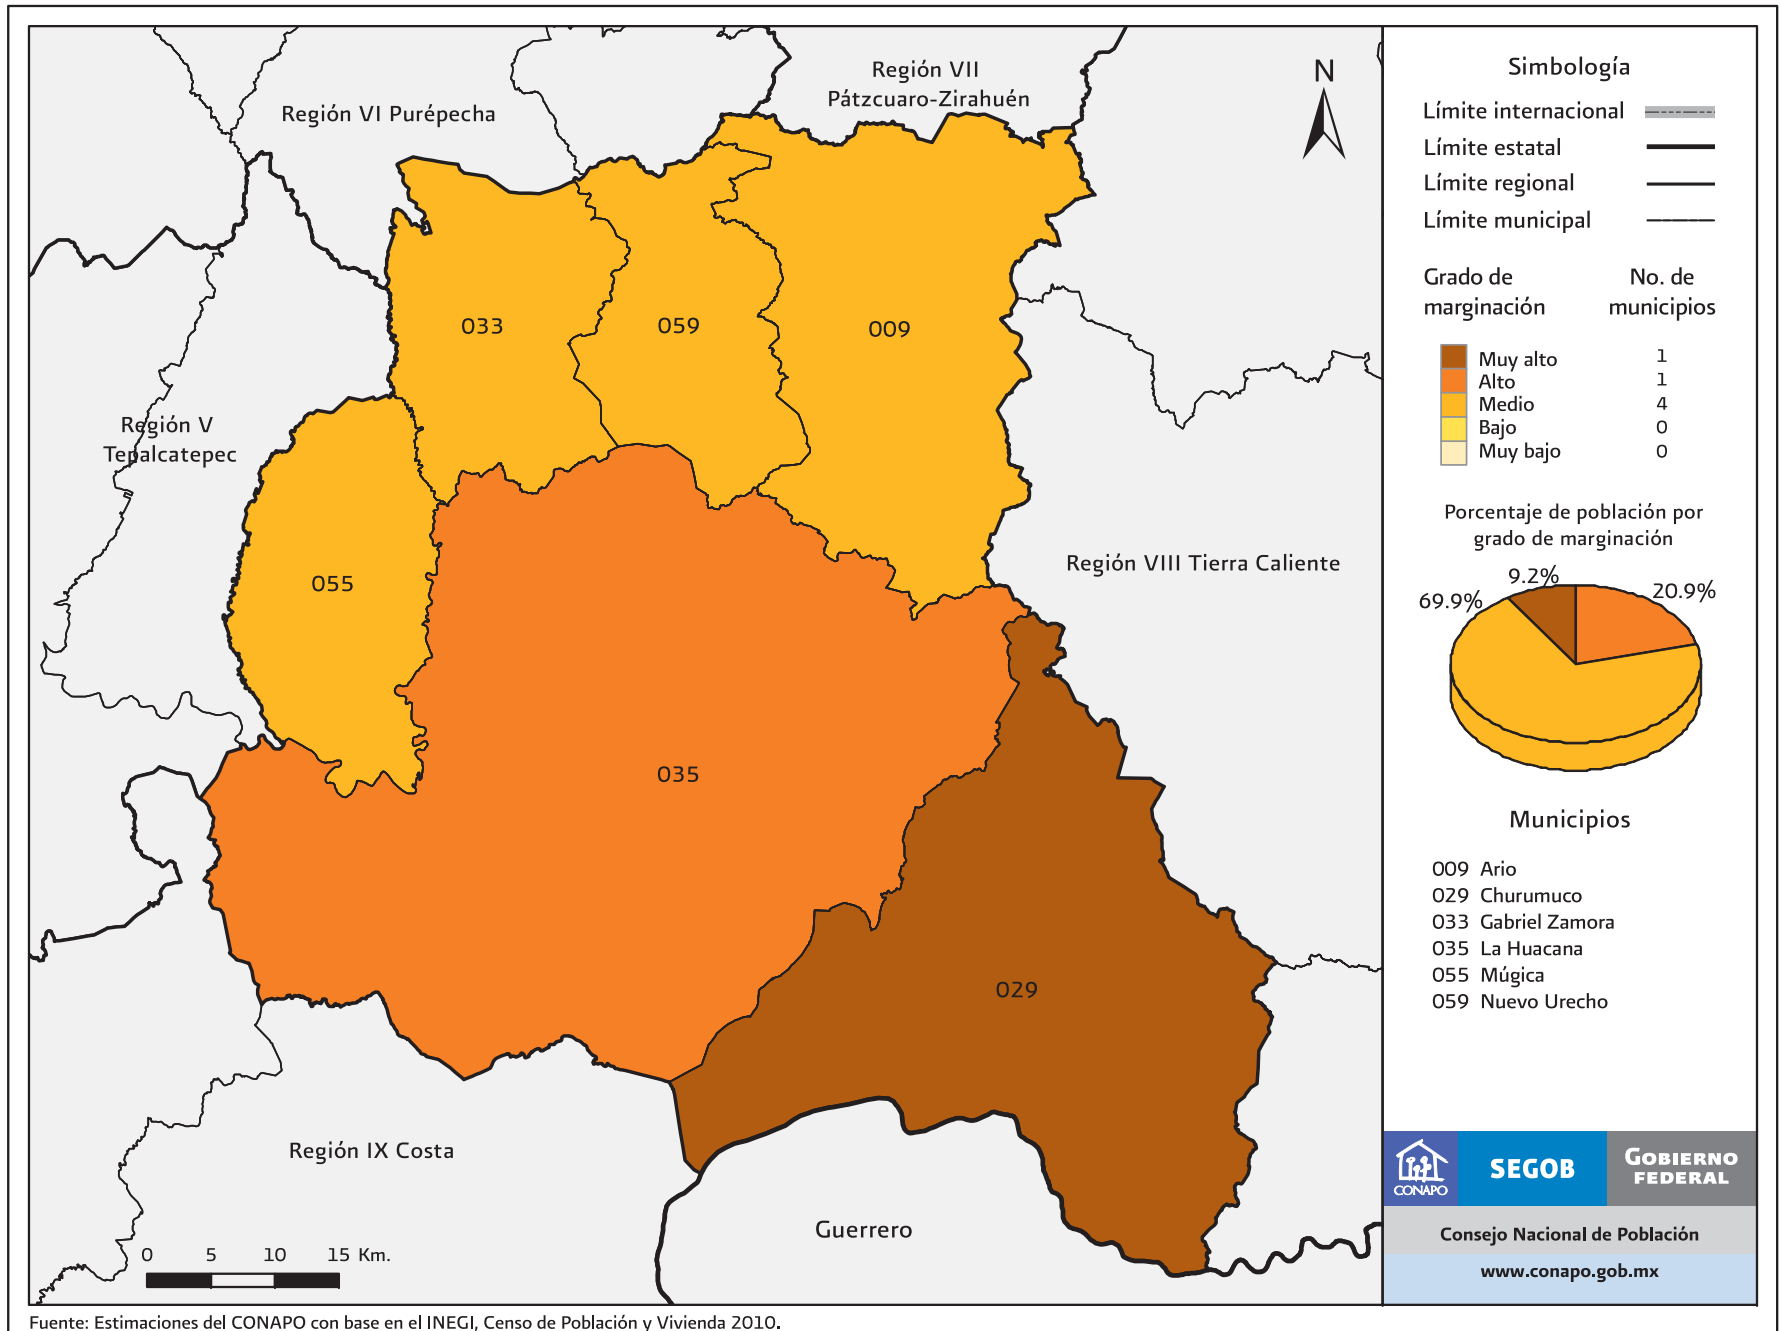 Región VII
Pátzcuaro-Zirahuén
Región VI Purépecha
N
033
059
009
Región V
Tepalcatepec
055
Región VIII Tierra Caliente
035
029
Región IX Costa
Guerrero
0 5 10 15 Km.
Simbología
Límite internacional
Límite estatal
Límite regional
Límite municipal
Grado de marginación
No. de municipios
Muy alto 1
Alto 1
Medio 4
Bajo 0
Muy bajo 0
Porcentaje de población por
grado de marginación
9.2%
69.9%
20.9%
Municipios
009 Ario
029 Churumuco
033 Gabriel Zamora
035 La Huacana
055 Múgica
059 Nuevo Urecho
CONAPO
SEGOB
GOBIERNO
FEDERAL
Consejo Nacional de Población
www.conapo.gob.mx
Fuente: Estimaciones del CONAPO con base en el INEGI, Censo de Población y Vivienda 2010.